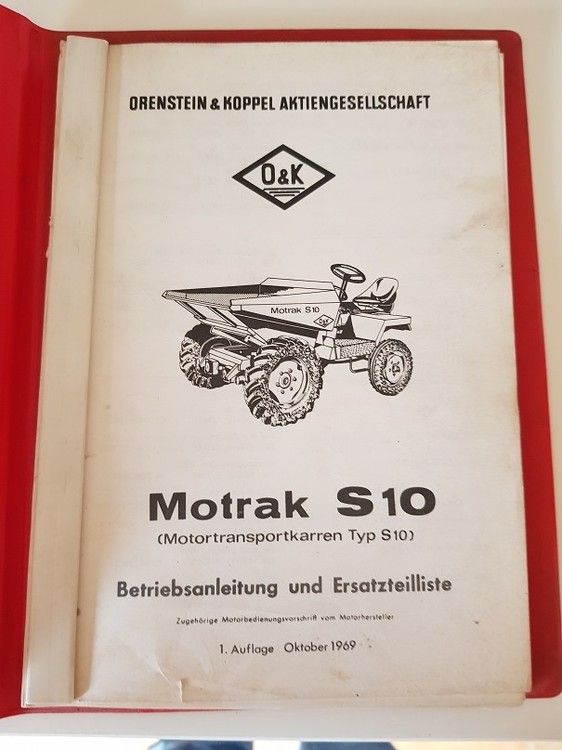 ORENSTEIN & KOPPEL AKTIENGESELLSCHAFT
O&K
Motrak S10
O&K
Motrak S10
(Motortransportkarren Typ S10)
Betriebsanleitung und Ersatzteilliste
Zugehörige Motorbedienungsvorschrift vom Motorhersteller
1. Auflage Oktober 1969